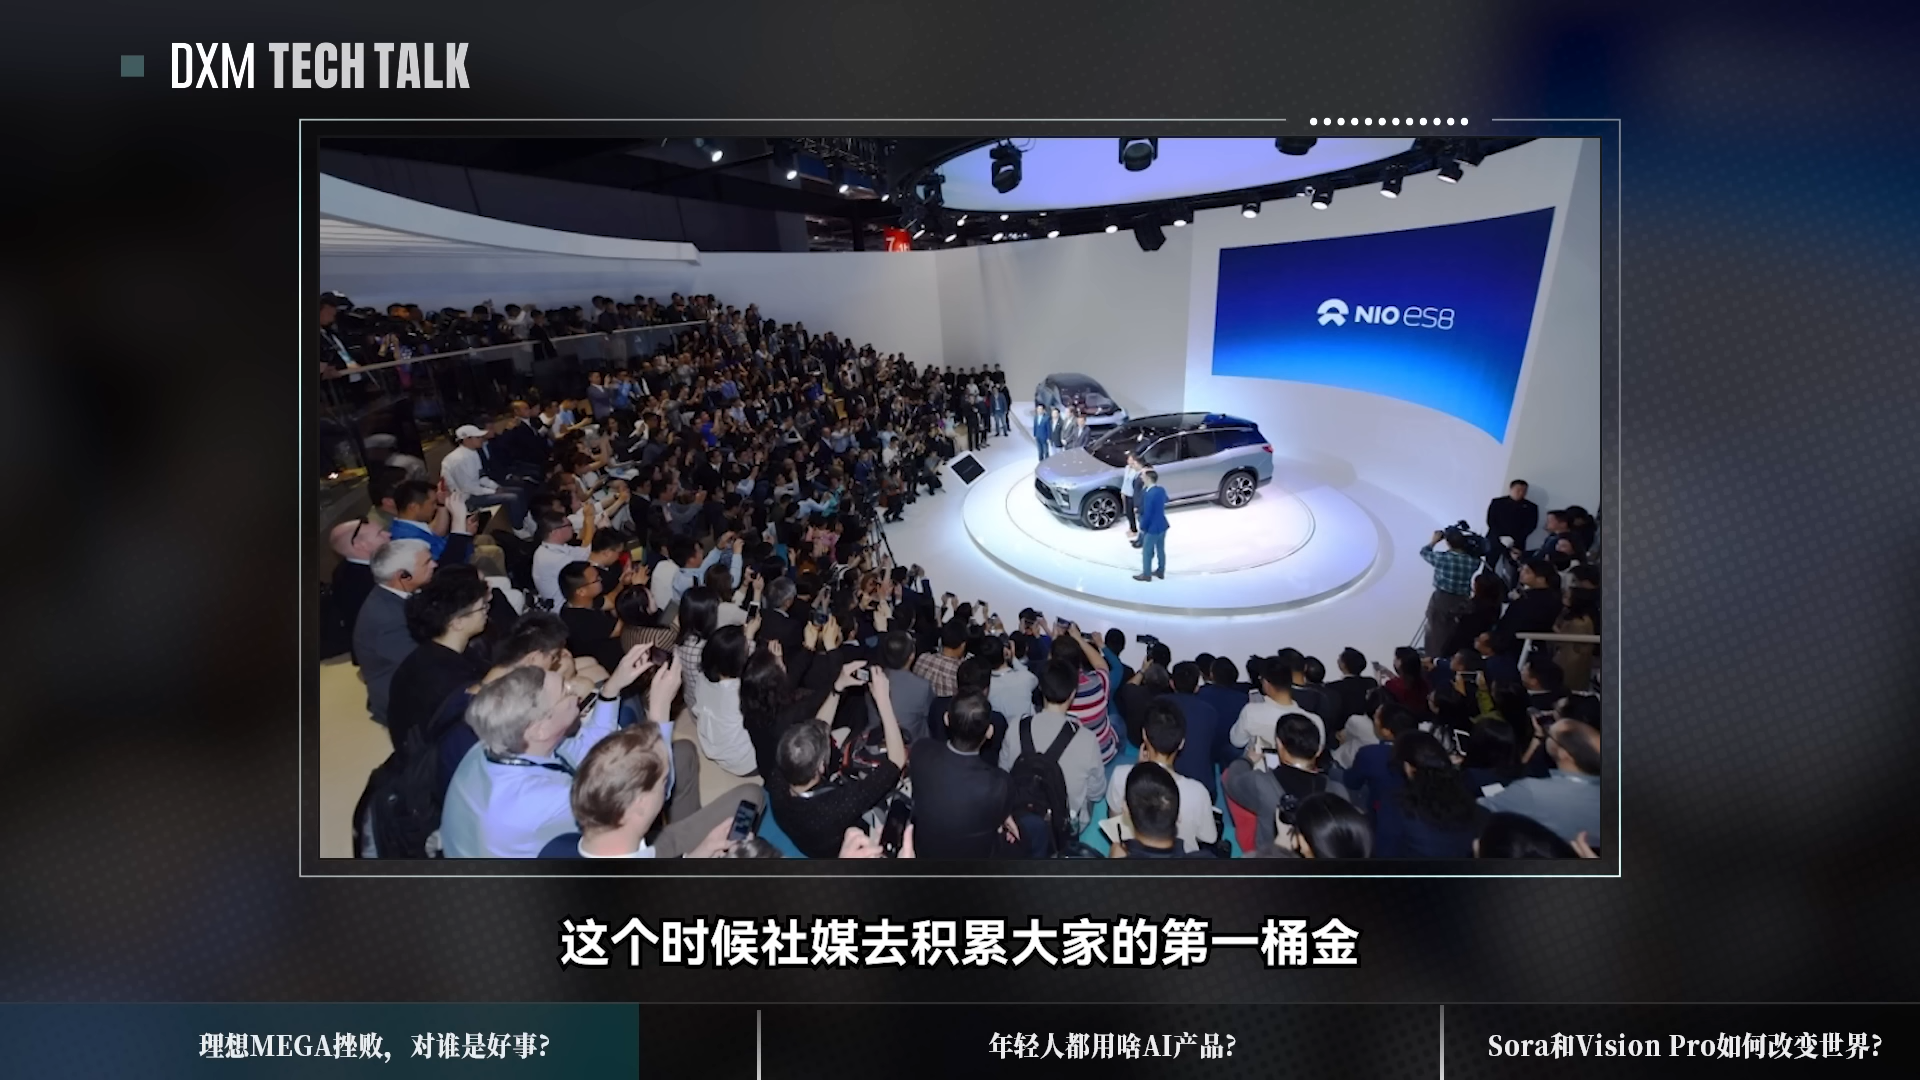 DXM TECH TALK
NIO es8
这个时候社媒去积累大家的第一桶金
理想MEGA挫败，对谁是好事?
年轻人都用啥AI产品?
Sora和Vision Pro如何改变世界?